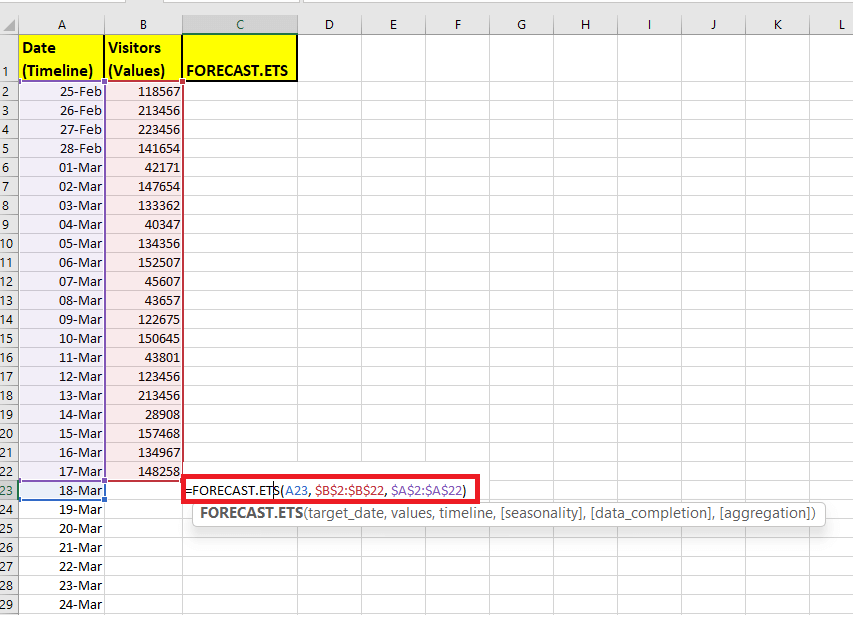 A B C D E F G H I J K L
1 Date (Timeline) Visitors (Values) FORECAST.ETS
2 25-Feb 118567
3 26-Feb 213456
4 27-Feb 223456
5 28-Feb 141654
6 01-Mar 42171
7 02-Mar 147654
8 03-Mar 133362
9 04-Mar 40347
10 05-Mar 134356
11 06-Mar 152507
12 07-Mar 45607
13 08-Mar 43657
14 09-Mar 122675
15 10-Mar 150645
16 11-Mar 43801
17 12-Mar 123456
18 13-Mar 213456
19 14-Mar 28908
20 15-Mar 157468
21 16-Mar 134967
22 17-Mar 148258
23 18-Mar =FORECAST.ETS(A23, $B$2:$B$22, $A$2:$A$22)
24 19-Mar FORECAST.ETS(target_date, values, timeline, [seasonality], [data_completion], [aggregation])
25 20-Mar
26 21-Mar
27 22-Mar
28 23-Mar
29 24-Mar